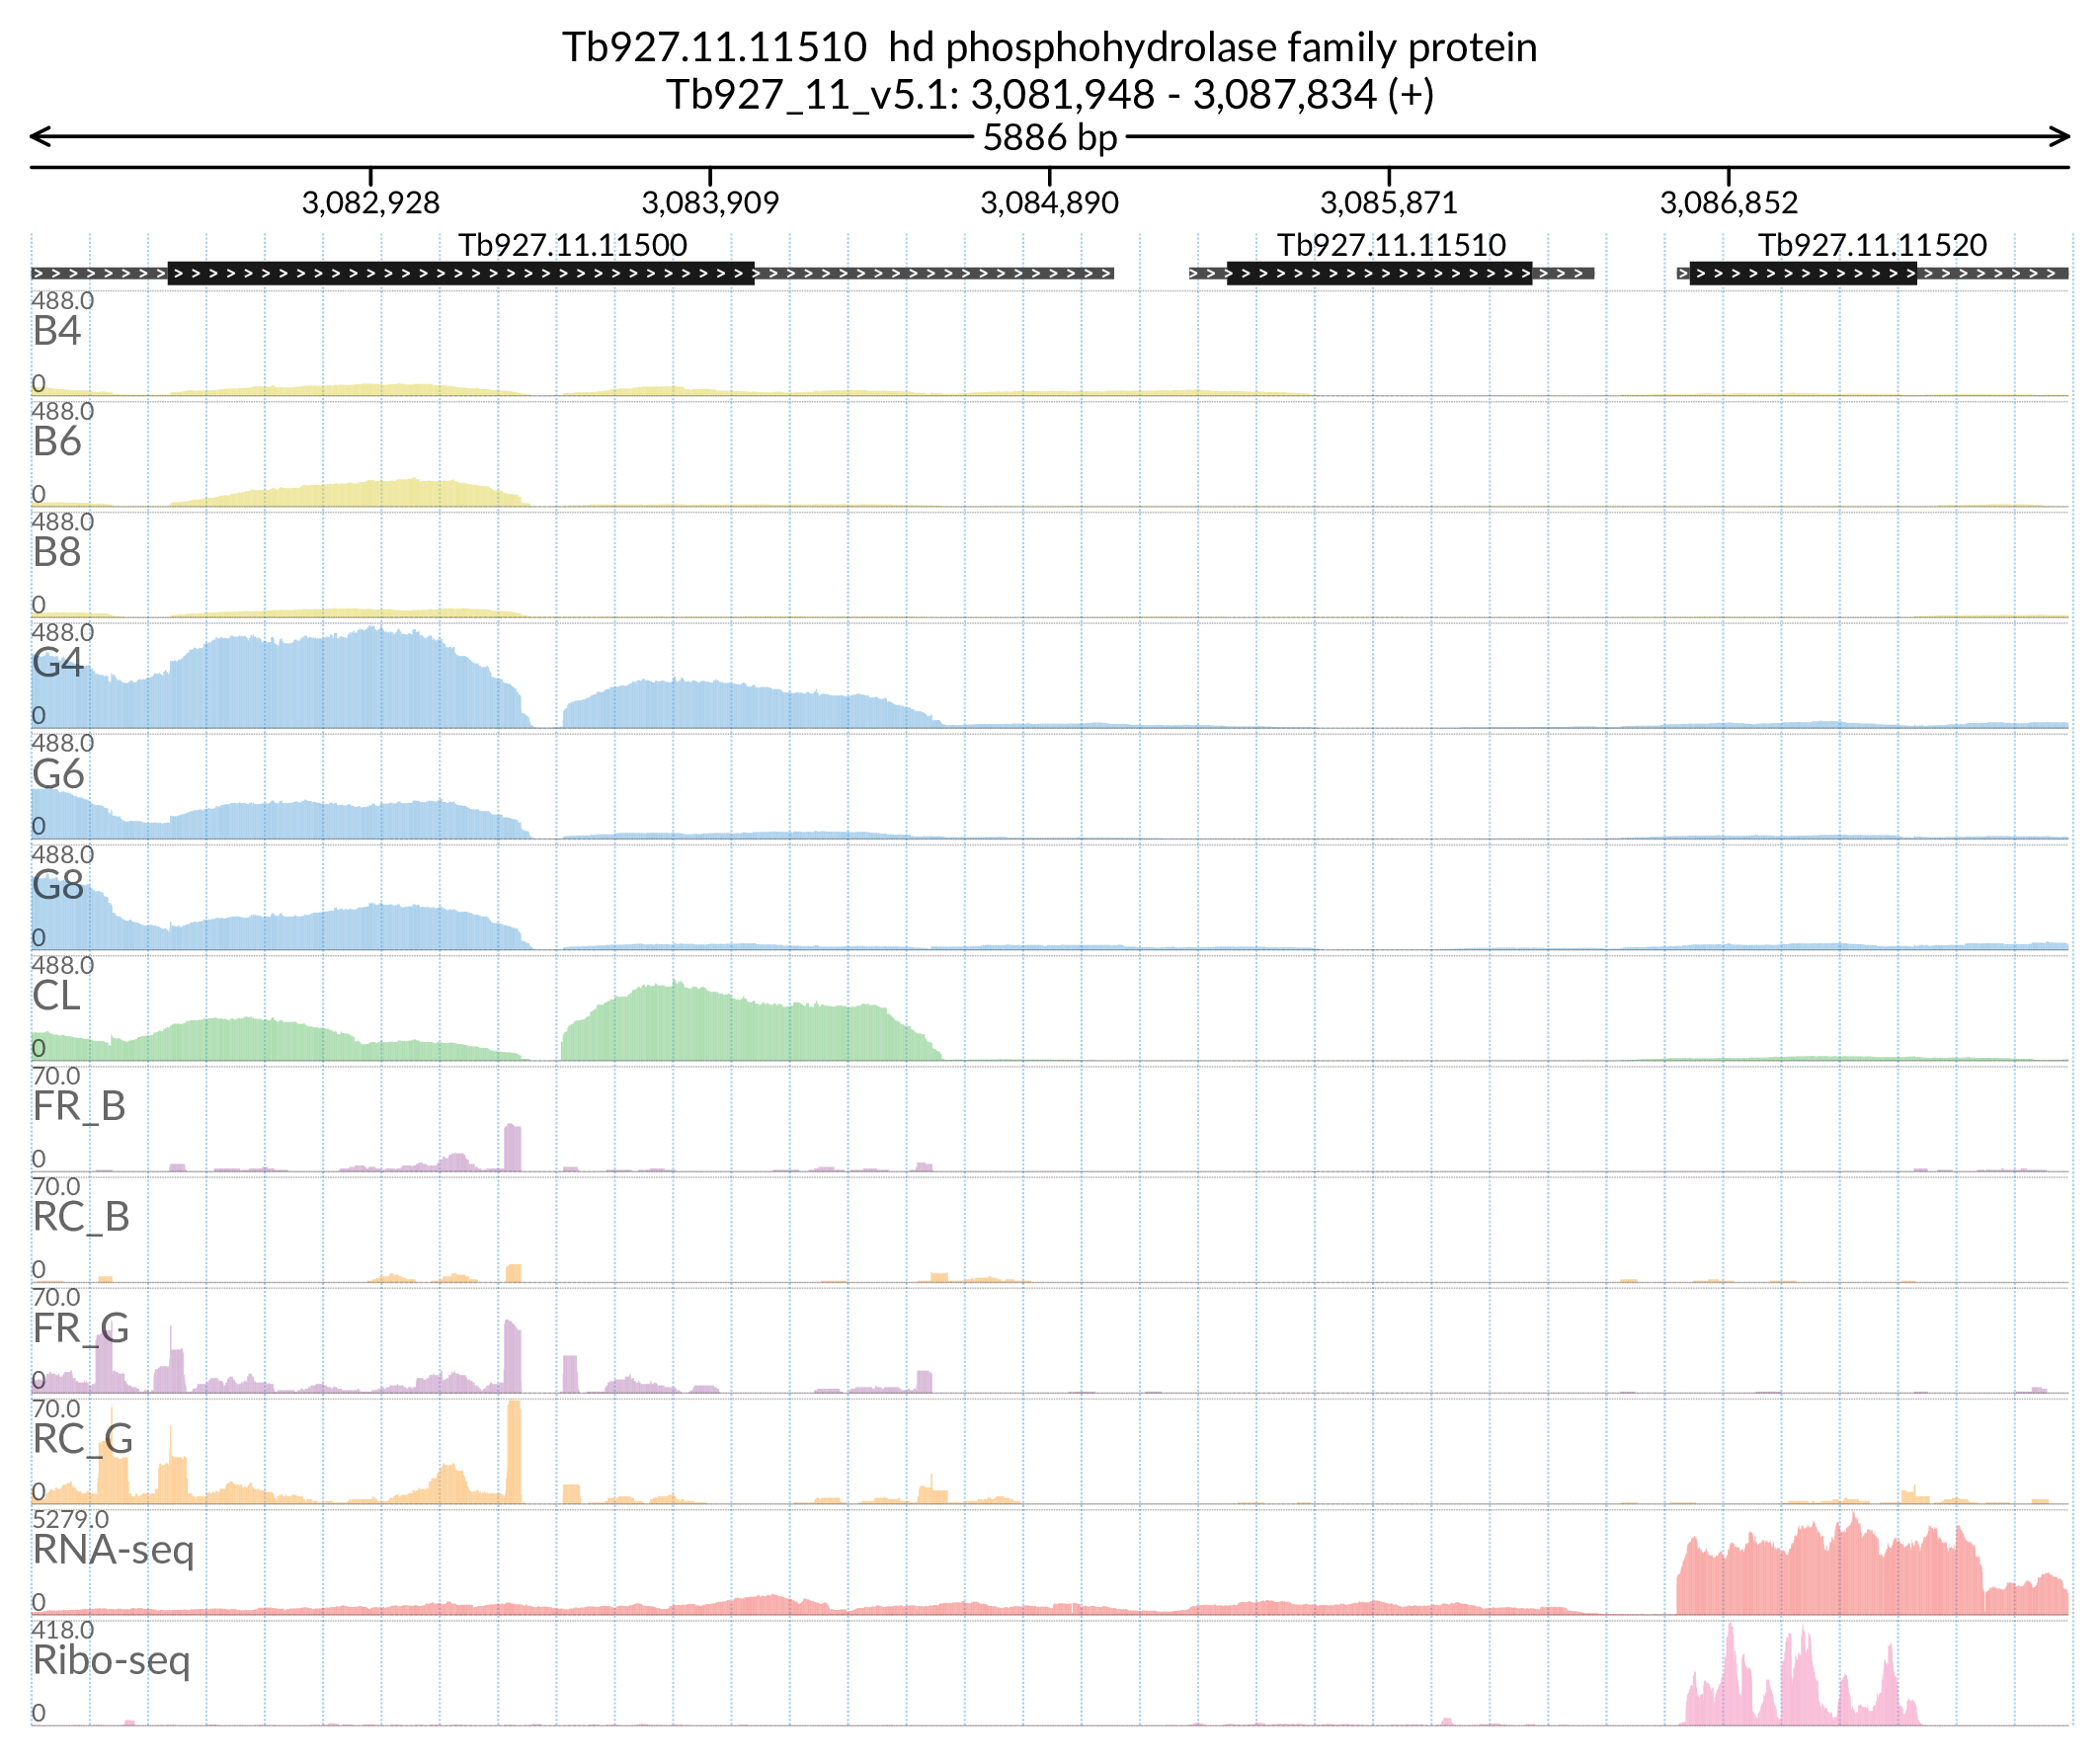 Tb927.11.11510 hd phosphohydrolase family protein
Tb927_11_v5.1: 3,081,948 - 3,087,834 (+)
5886 bp
3,082,928 3,083,909 3,084,890 3,085,871 3,086,852
Tb927.11.11500 Tb927.11.11510 Tb927.11.11520
488.0
B4
0
488.0
B6
0
488.0
B8
0
488.0
G4
0
488.0
G6
0
488.0
G8
0
488.0
CL
0
70.0
FR_B
0
70.0
RC_B
0
70.0
FR_G
0
70.0
RC_G
0
5279.0
RNA-seq
0
418.0
Ribo-seq
0